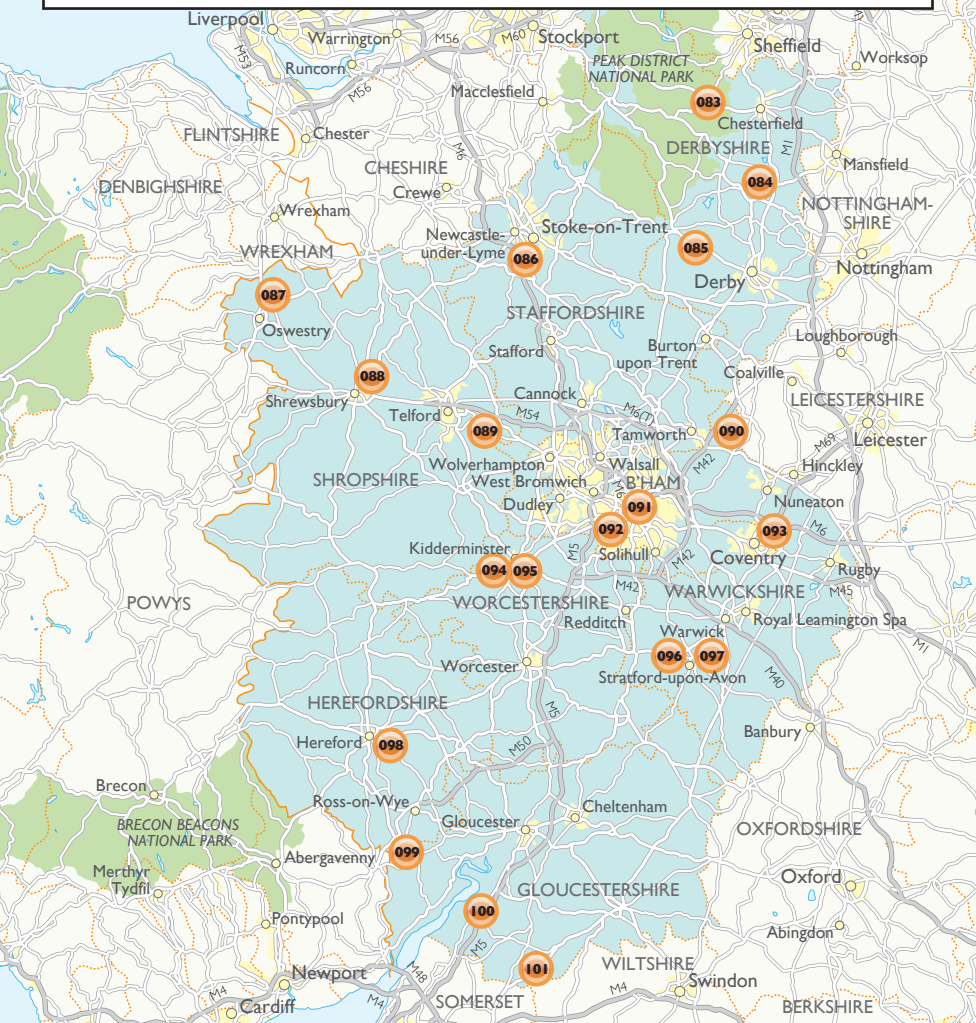 Liverpool
Warrington
M56
M60
Stockport
Sheffield
M53
Runcorn
M56
PEAK DISTRICT
NATIONAL PARK
Worksop
Macclesfield
083
Chesterfield
FLINTSHIRE
Chester
M6
DERBYSHIRE
M1
CHESHIRE
Mansfield
DENBIGHSHIRE
Crewe
084
Wrexham
NOTTINGHAM-
SHIRE
Newcastle-
under-Lyme
Stoke-on-Trent
WREXHAM
086
085
Derby
Nottingham
087
STAFFORDSHIRE
Oswestry
Stafford
Burton
upon Trent
Loughborough
Coalville
088
Shrewsbury
Telford
Cannock
M54
M6(T)
LEICESTERSHIRE
089
Tamworth
090
Leicester
M69
M42
Wolverhampton
Walsall
Hinckley
SHROPSHIRE
West Bromwich
B'HAM
M6
Nuneaton
Dudley
091
092
093
M6
Kidderminster
M5
Solihull
M42
Coventry
Rugby
094
095
M42
M45
POWYS
WORCESTERSHIRE
WARWICKSHIRE
Redditch
Royal Leamington Spa
Warwick
M1
096
097
Worcester
Stratford-upon-Avon
M40
HEREFORDSHIRE
M5
Hereford
098
M50
Banbury
Brecon
Ross-on-Wye
Cheltenham
BRECON BEACONS
NATIONAL PARK
Gloucester
OXFORDSHIRE
099
Abergavenny
Merthyr
Tydfil
Oxford
GLOUCESTERSHIRE
100
Pontypool
Abingdon
M5
101
WILTSHIRE
Newport
M48
Swindon
M4
M4
M4
Cardiff
SOMERSET
BERKSHIRE